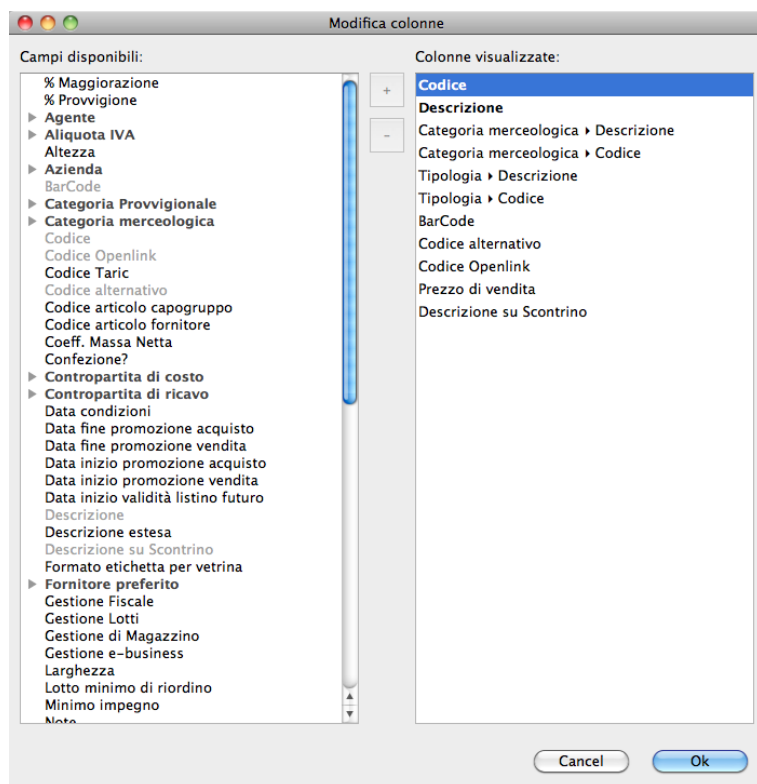 Modifica colonne
Campi disponibili:
% Maggiorazione
% Provvigione
Agente
Aliquota IVA
Altezza
Azienda
BarCode
Categoria Provvigionale
Categoria merceologica
Codice
Codice Openlink
Codice Taric
Codice alternativo
Codice articolo capogruppo
Codice articolo fornitore
Coeff. Massa Netta
Confezione?
Contropartita di costo
Contropartita di ricavo
Data condizioni
Data fine promozione acquisto
Data fine promozione vendita
Data inizio promozione acquisto
Data inizio promozione vendita
Data inizio validità listino futuro
Descrizione
Descrizione estesa
Descrizione su Scontrino
Formato etichetta per vetrina
Fornitore preferito
Gestione Fiscale
Gestione Lotti
Gestione di Magazzino
Gestione e-business
Larghezza
Lotto minimo di riordino
Minimo impegno
Note
+
-
Colonne visualizzate:
Codice
Descrizione
Categoria merceologica ▸ Descrizione
Categoria merceologica ▸ Codice
Tipologia ▸ Descrizione
Tipologia ▸ Codice
BarCode
Codice alternativo
Codice Openlink
Prezzo di vendita
Descrizione su Scontrino
Cancel
Ok